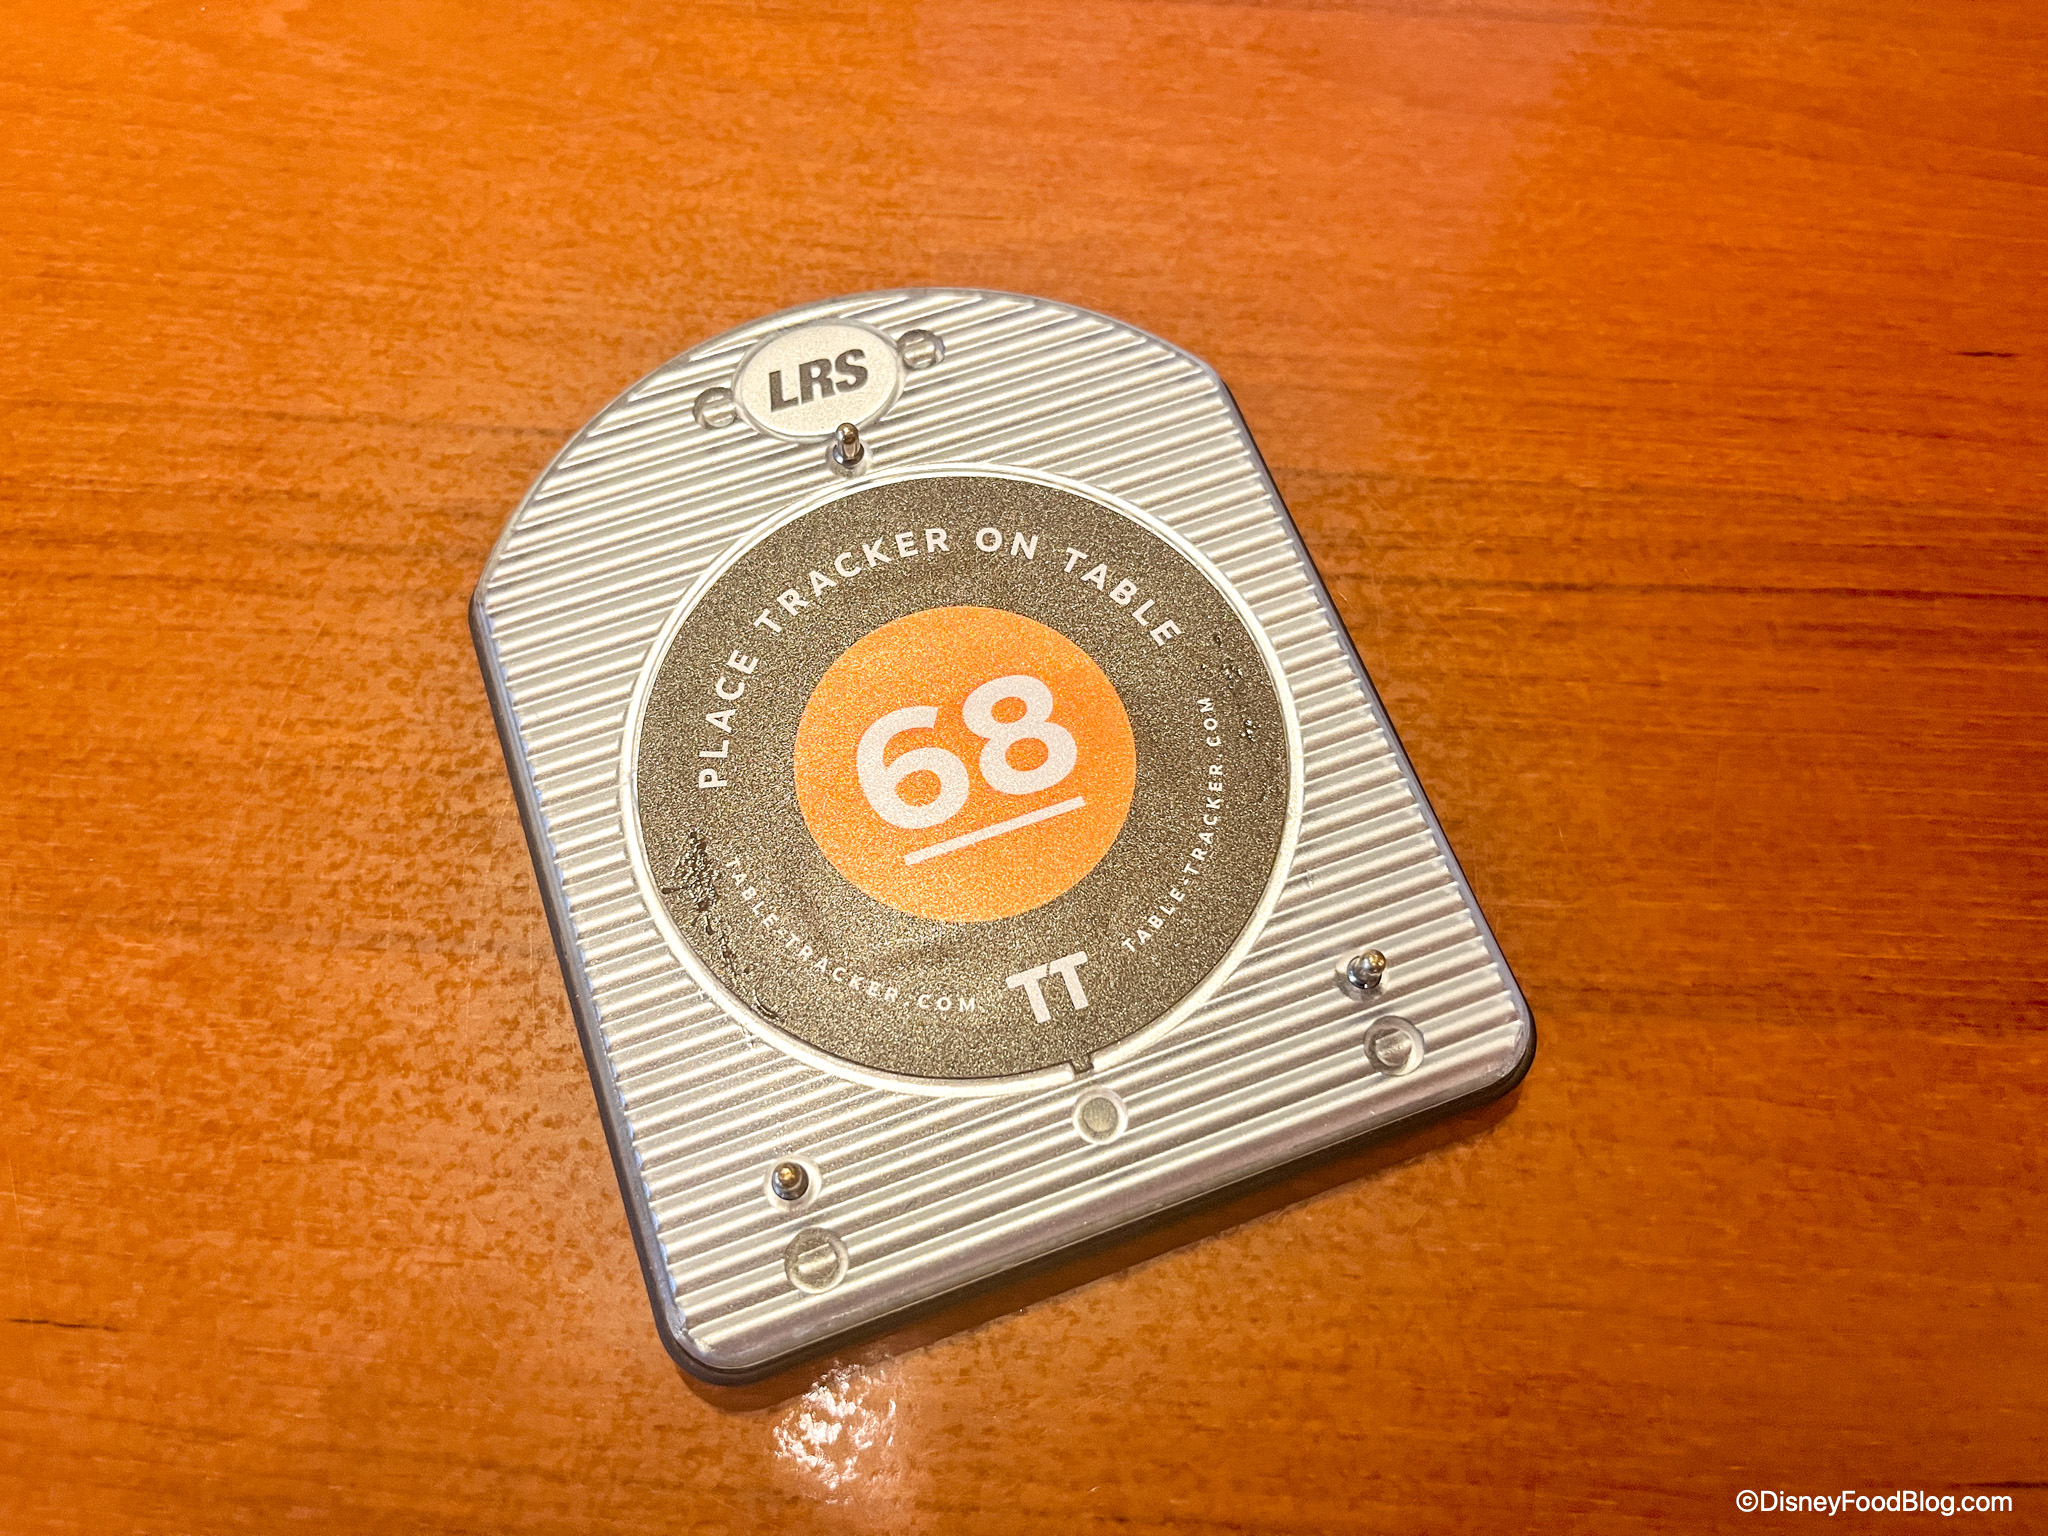 LRS
PLACE TRACKER ON TABLE
68
TABLE-TRACKER.COM
TT
TABLE-TRACKER.COM
©DisneyFoodBlog.com